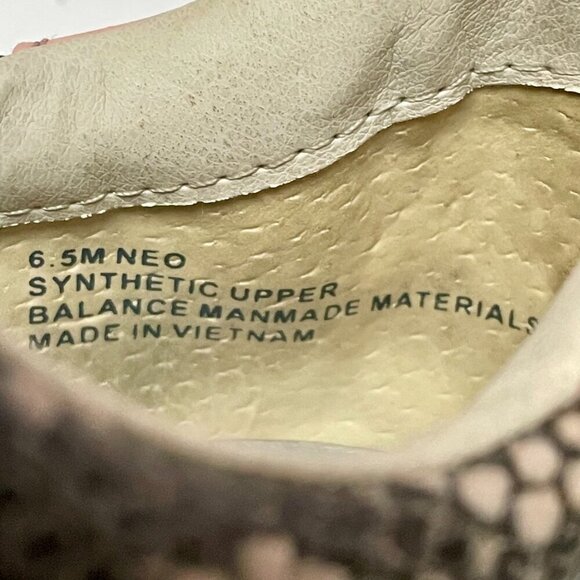 6.5M NEO
SYNTHETIC UPPER
BALANCE MANMADE MATERIALS
MADE IN VIETNAM